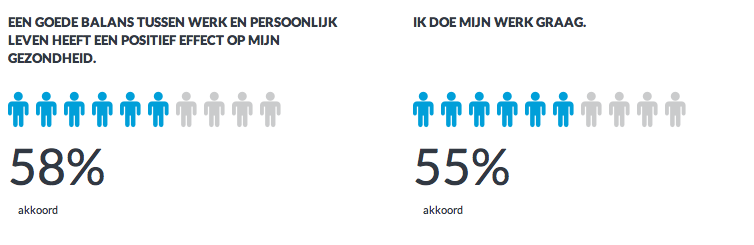 EEN GOEDE BALANS TUSSEN WERK EN PERSOONLIJK
LEVEN HEEFT EEN POSITIEF EFFECT OP MIJN
GEZONDHEID.
58%
akkoord
IK DOE MIJN WERK GRAAG.
55%
akkoord